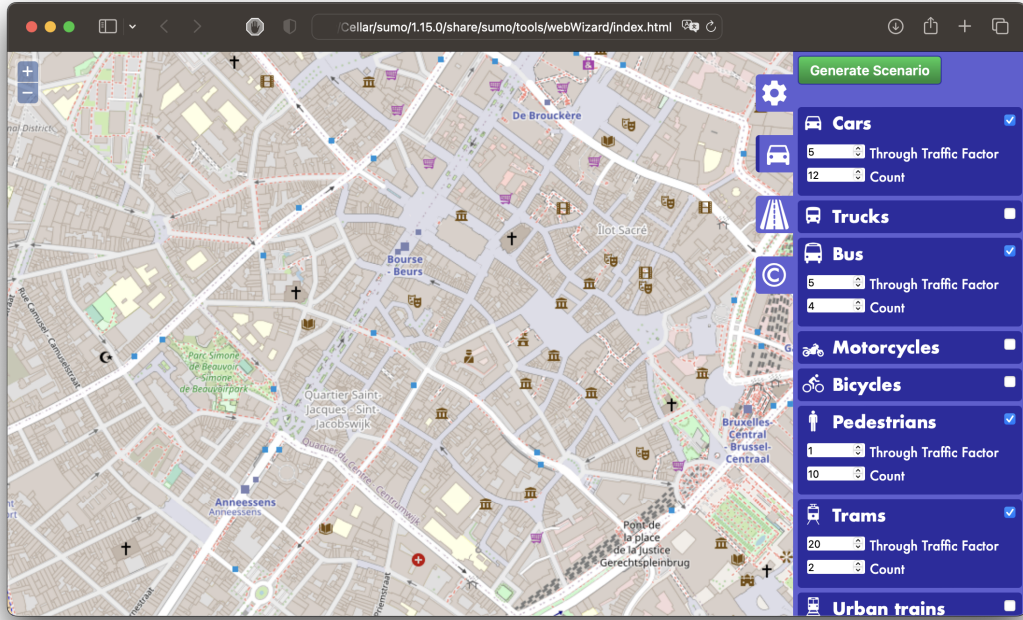 /Cellar/sumo/1.15.0/share/sumo/tools/webWizard/index.html
Generate Scenario
Cars
5 Through Traffic Factor
12 Count
Trucks
Bus
5 Through Traffic Factor
4 Count
Motorcycles
Bicycles
Pedestrians
1 Through Traffic Factor
10 Count
Trams
20 Through Traffic Factor
2 Count
Urban trains
+
−
De Brouckère
Îlot Sacré
Bourse
- Beurs
Rue Camusel - Camuselstraat
Parc Simone
de Beauvoir -
Simone
de Beauvoirpark
Quartier Saint-
Jacques - Sint-
Jacobswijk
Quartier du Centre - Centrumwijk
Bruxelles-
Central
- Brussel-
Centraal
Anneessens
Anneessens
Pont de
la place
de la Justice
Gerechtspleinbrug